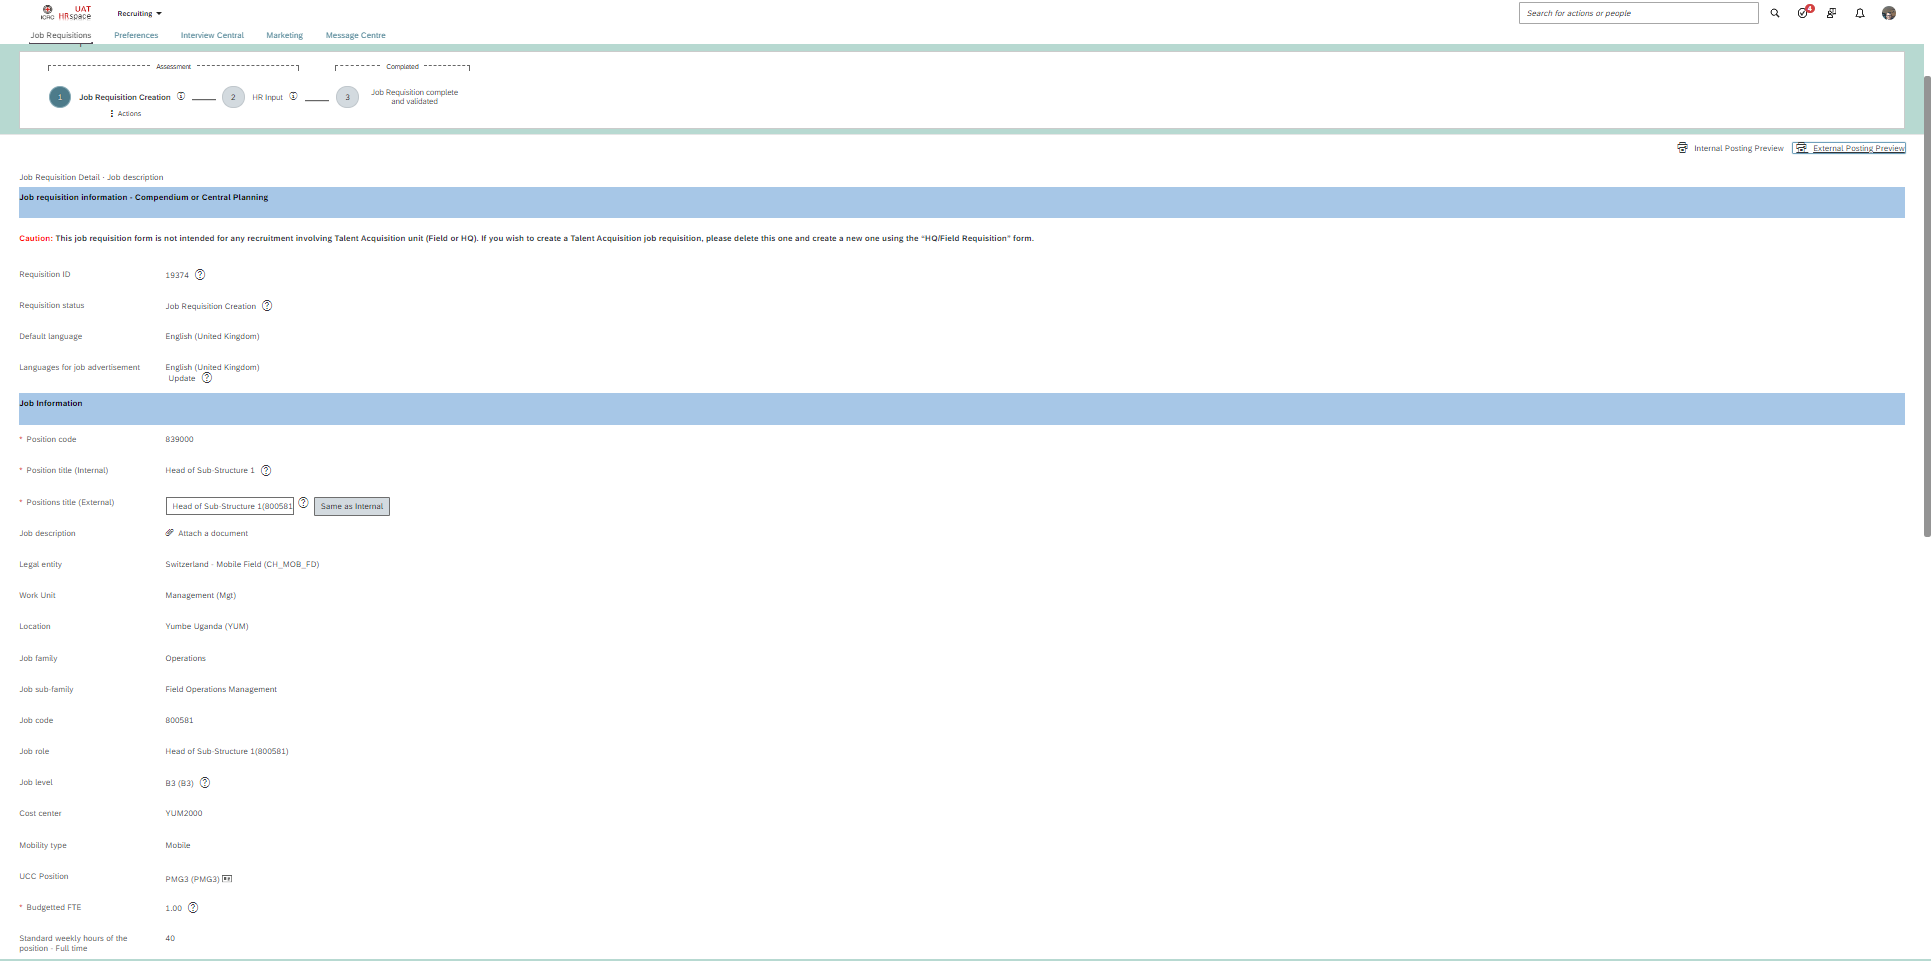 ICRC UAT HRspace
Recruiting
Search for actions or people
4
Job Requisitions Preferences Interview Central Marketing Message Centre
Assessment Completed
1 Job Requisition Creation 2 HR Input 3 Job Requisition complete and validated
Actions
Internal Posting Preview External Posting Preview
Job Requisition Detail - Job description
Job requisition information - Compendium or Central Planning
Caution: This job requisition form is not intended for any recruitment involving Talent Acquisition unit (Field or HQ). If you wish to create a Talent Acquisition job requisition, please delete this one and create a new one using the "HQ/Field Requisition" form.
Requisition ID 19374
Requisition status Job Requisition Creation
Default language English (United Kingdom)
Languages for job advertisement English (United Kingdom)
Update
Job Information
* Position code 839000
* Position title (Internal) Head of Sub-Structure 1
* Positions title (External) Head of Sub-Structure 1(800581 Same as Internal
Job description Attach a document
Legal entity Switzerland - Mobile Field (CH_MOB_FD)
Work Unit Management (Mgt)
Location Yumbe Uganda (YUM)
Job family Operations
Job sub-family Field Operations Management
Job code 800581
Job role Head of Sub-Structure 1(800581)
Job level B3 (B3)
Cost center YUM2000
Mobility type Mobile
UCC Position PMG3 (PMG3)
* Budgetted FTE 1.00
Standard weekly hours of the 40
position - Full time